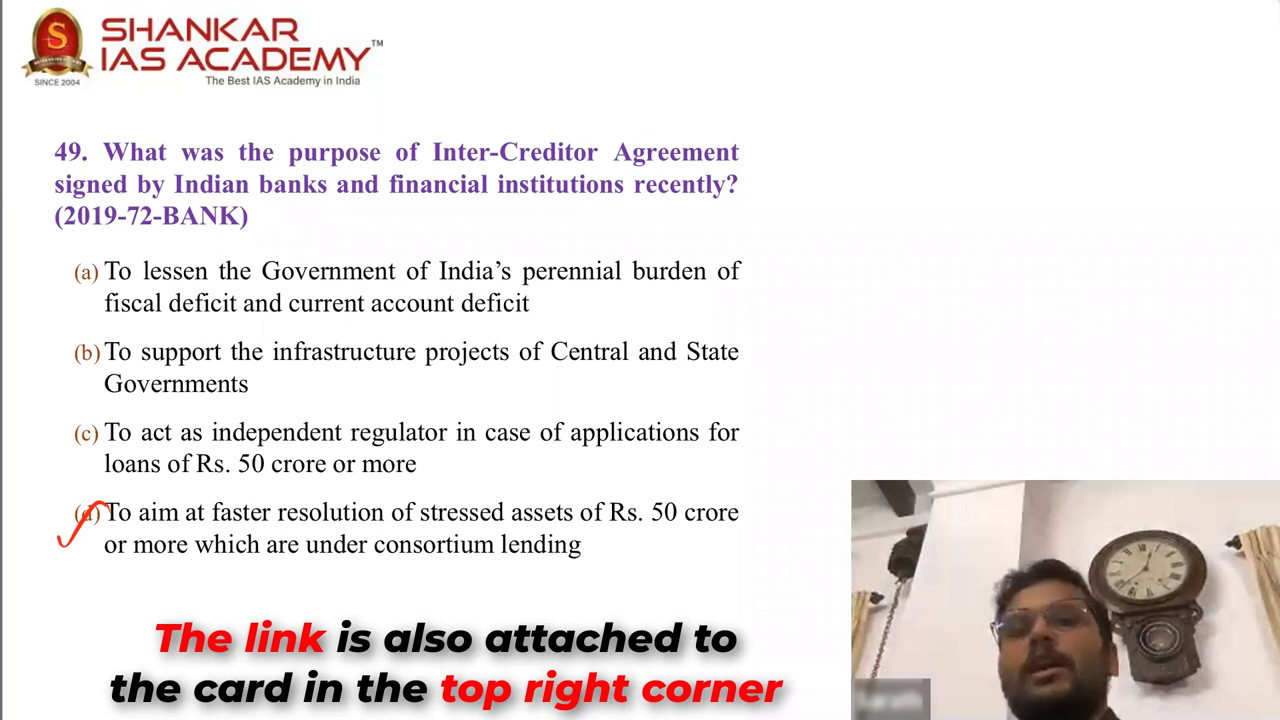 SHANKAR
IAS ACADEMY™
The Best IAS Academy in India
SINCE 2004
49. What was the purpose of Inter-Creditor Agreement
signed by Indian banks and financial institutions recently?
(2019-72-BANK)
(a) To lessen the Government of India's perennial burden of
fiscal deficit and current account deficit
(b) To support the infrastructure projects of Central and State
Governments
(c) To act as independent regulator in case of applications for
loans of Rs. 50 crore or more
(d) To aim at faster resolution of stressed assets of Rs. 50 crore
or more which are under consortium lending
The link is also attached to
the card in the top right corner